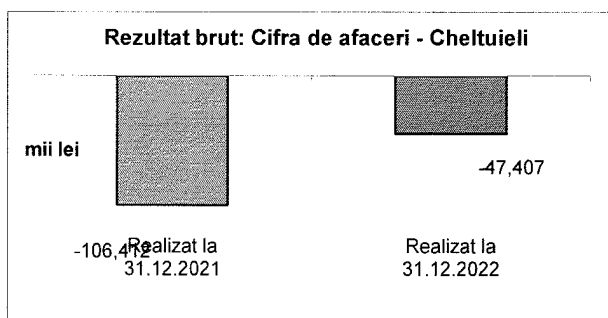 Rezultat brut: Cifra de afaceri - Cheltuieli
mii lei
-47,407
-106,412
Realizat la
31.12.2021
Realizat la
31.12.2022